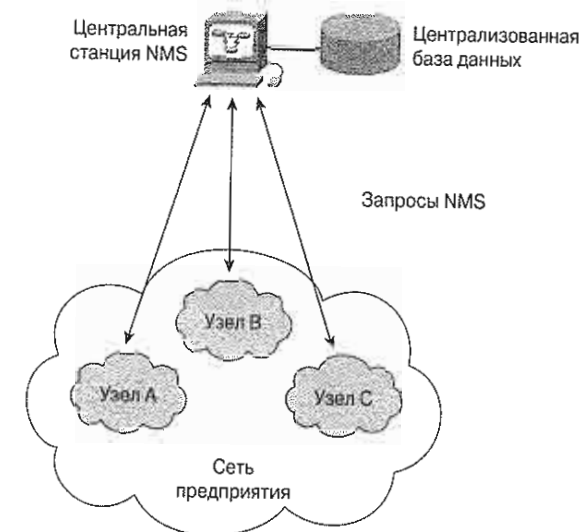 Центральная
станция NMS
Централизованная
база данных
Запросы NMS
Узел B
Узел A
Узел C
Сеть
предприятия